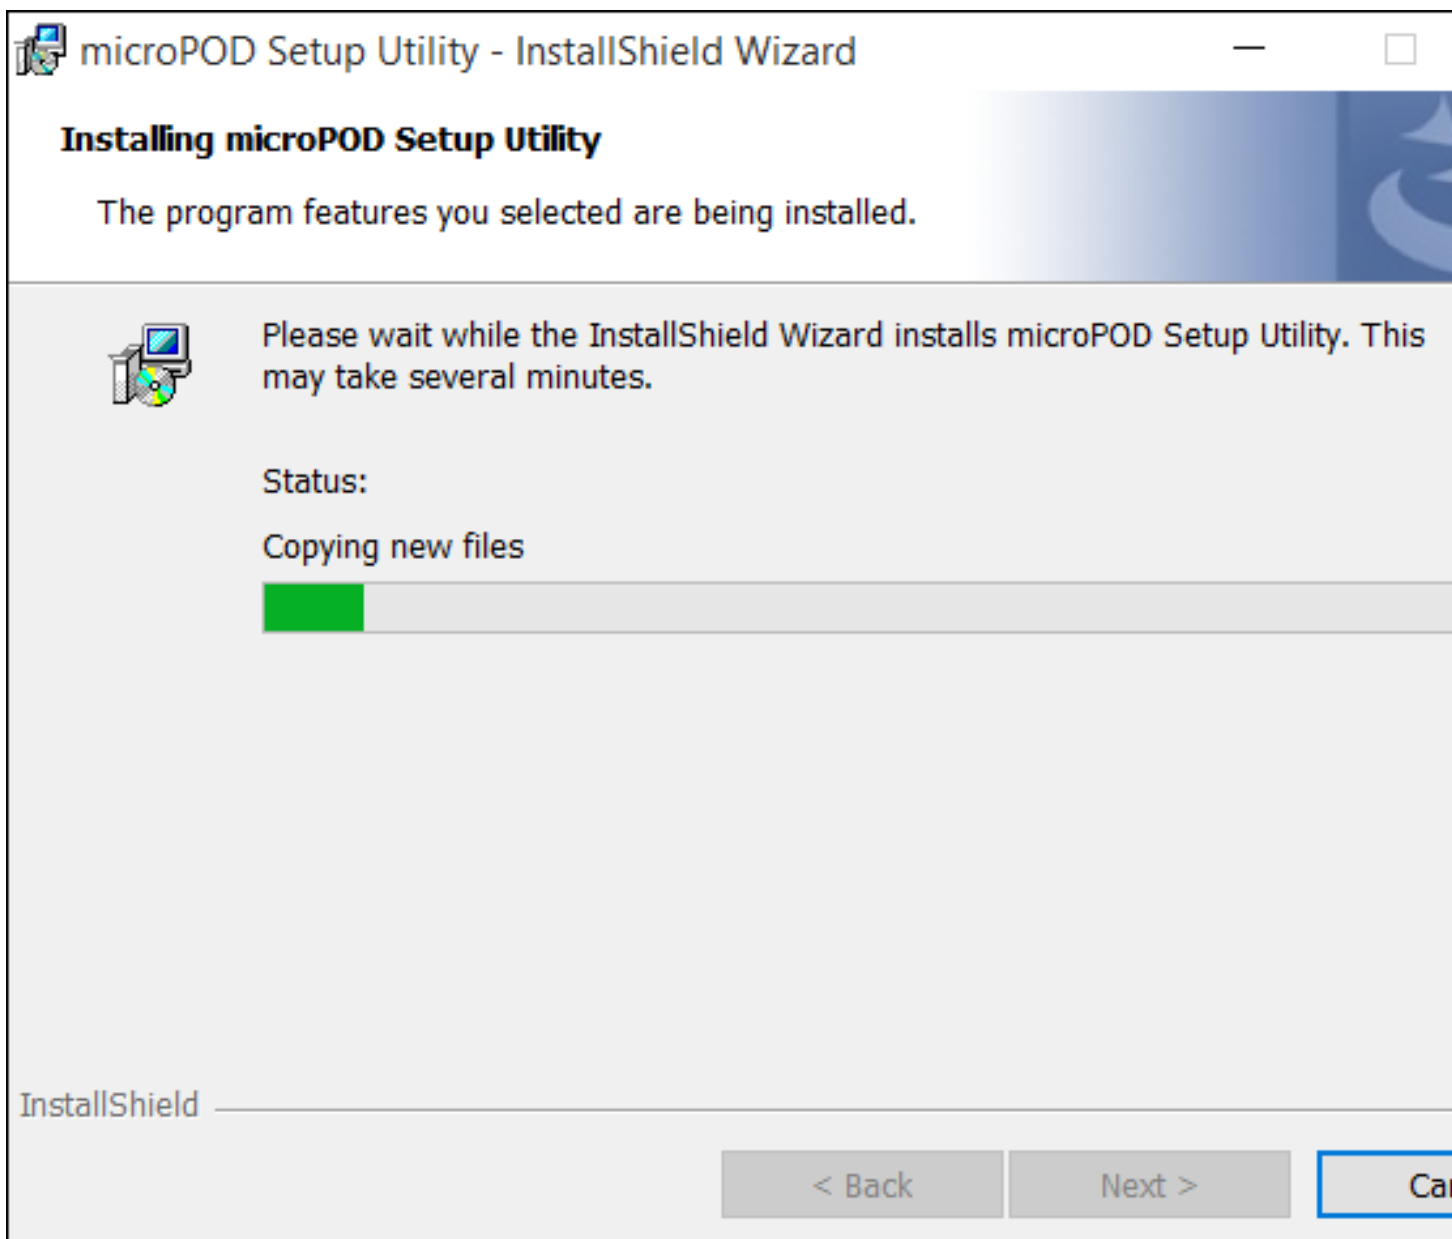 microPOD Setup Utility - InstallShield Wizard
Installing microPOD Setup Utility
The program features you selected are being installed.
Please wait while the InstallShield Wizard installs microPOD Setup Utility. This
may take several minutes.
Status:
Copying new files
InstallShield
< Back
Next >